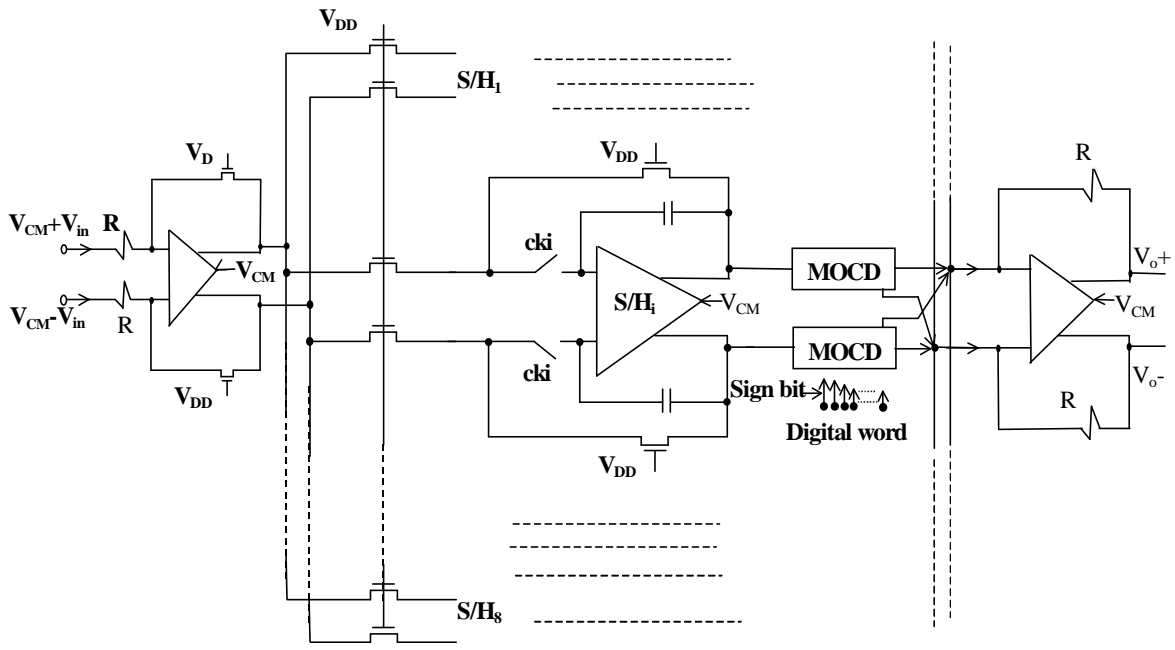 V_DD
S/H_1
V_D
V_CM+V_in R
V_CM
V_CM-V_in R
V_DD
V_DD
cki
S/H_i
V_CM
cki
V_DD
MOCD
MOCD
Sign bit
Digital word
R
V_o+
V_CM
V_o-
R
S/H_8